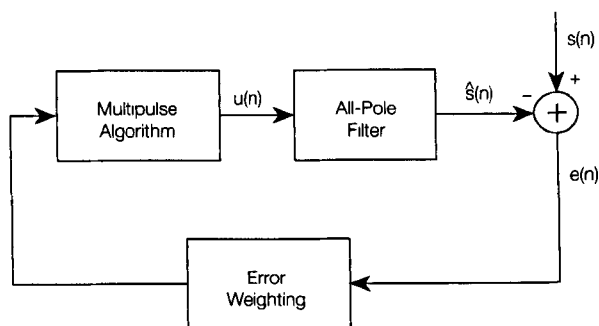 s(n)
+
Multipulse
Algorithm
u(n)
All-Pole
Filter
ŝ(n)
−
+
e(n)
Error
Weighting